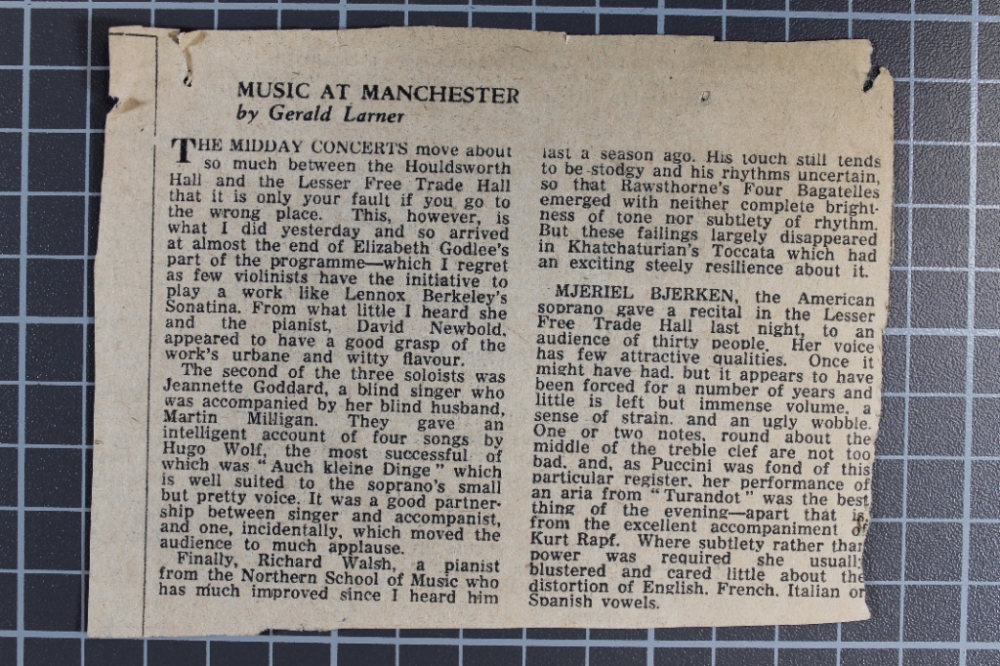 MUSIC AT MANCHESTER
by Gerald Larner
THE MIDDAY CONCERTS move about
so much between the Houldsworth
Hall and the Lesser Free Trade Hall
that it is only your fault if you go to
the wrong place. This, however, is
what I did yesterday and so arrived
at almost the end of Elizabeth Godlee's
part of the programme—which I regret
as few violinists have the initiative to
play a work like Lennox Berkeley's
Sonatina. From what little I heard she
and the pianist, David Newbold,
appeared to have a good grasp of the
work's urbane and witty flavour.
The second of the three soloists was
Jeannette Goddard, a blind singer who
was accompanied by her blind husband,
Martin Milligan. They gave an
intelligent account of four songs by
Hugo Wolf, the most successful of
which was "Auch kleine Dinge" which
is well suited to the soprano's small
but pretty voice. It was a good partner-
ship between singer and accompanist,
and one, incidentally, which moved the
audience to much applause.
Finally, Richard Walsh, a pianist
from the Northern School of Music who
has much improved since I heard him
last a season ago. His touch still tends
to be stodgy and his rhythms uncertain,
so that Rawsthorne's Four Bagatelles
emerged with neither complete bright-
ness of tone nor subtlety of rhythm.
But these failings largely disappeared
in Khatchaturian's Toccata which had
an exciting steely resilience about it.
MJERIEL BJERKEN, the American
soprano gave a recital in the Lesser
Free Trade Hall last night, to an
audience of thirty people. Her voice
has few attractive qualities. Once it
might have had, but it appears to have
been forced for a number of years and
little is left but immense volume, a
sense of strain, and an ugly wobble.
One or two notes, round about the
middle of the treble clef are not too
bad, and, as Puccini was fond of this
particular register, her performance of
an aria from "Turandot" was the best
thing of the evening—apart that is,
from the excellent accompaniment of
Kurt Rapf. Where subtlety rather than
power was required she usually
blustered and cared little about the
distortion of English, French, Italian or
Spanish vowels.